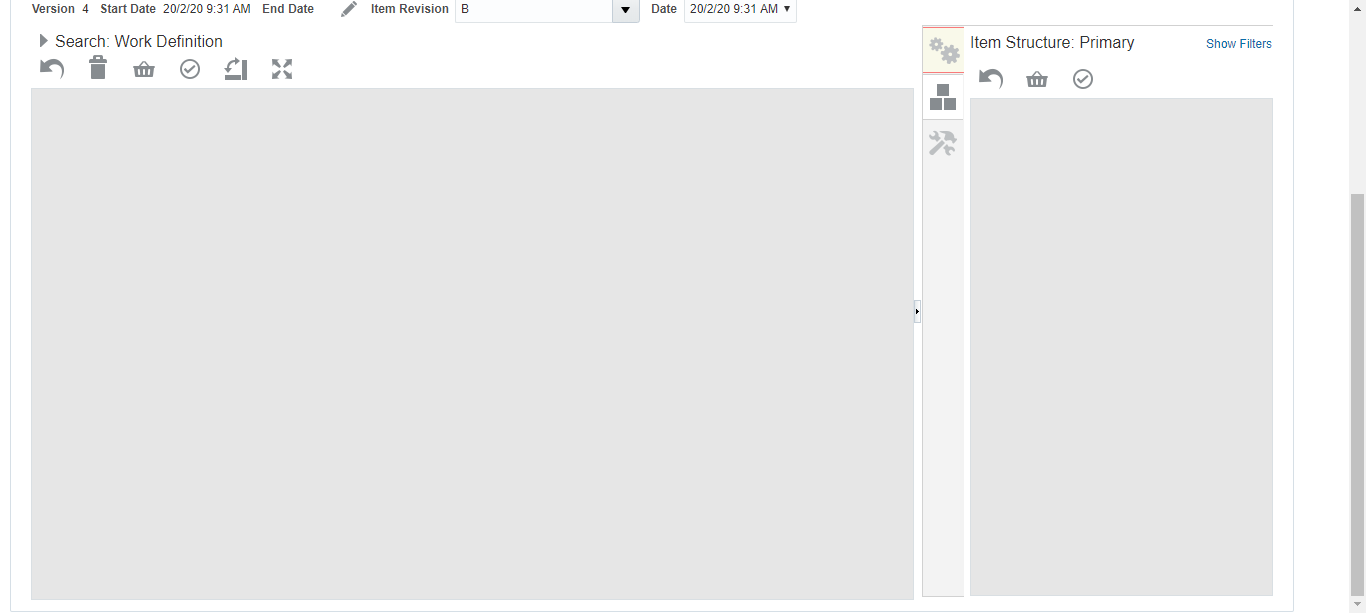 Version 4 Start Date 20/2/20 9:31 AM End Date Item Revision B Date 20/2/20 9:31 AM
Search: Work Definition
Item Structure: Primary Show Filters